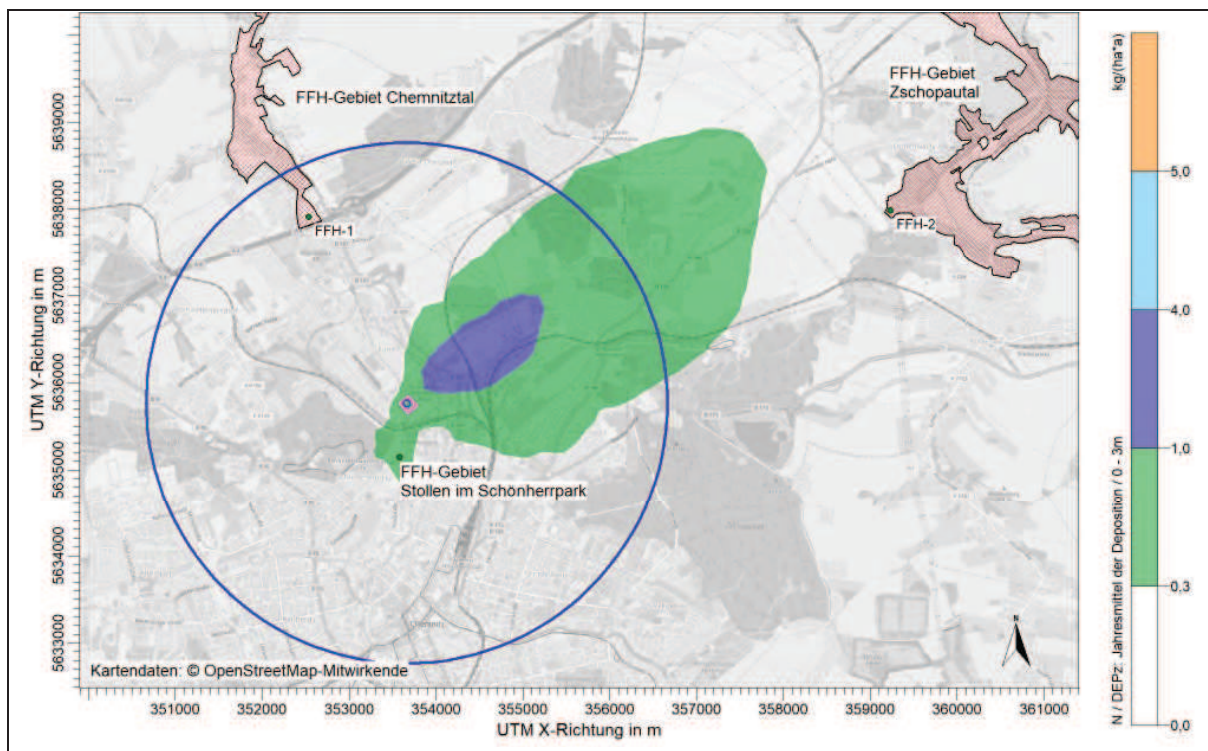 FFH-Gebiet Chemnitztal
FFH-Gebiet
Zschopautal
FFH-1
FFH-2
FFH-Gebiet
Stollen im Schönherrpark
Kartendaten: © OpenStreetMap-Mitwirkende
N
UTM Y-Richtung in m
5639000
5638000
5637000
5636000
5635000
5634000
5633000
351000 352000 353000 354000 355000 356000 357000 358000 359000 360000 361000
UTM X-Richtung in m
kg/(ha*a)
N / DEPz: Jahresmittel der Deposition / 0 - 3m
5,0
4,0
1,0
0,3
0,0